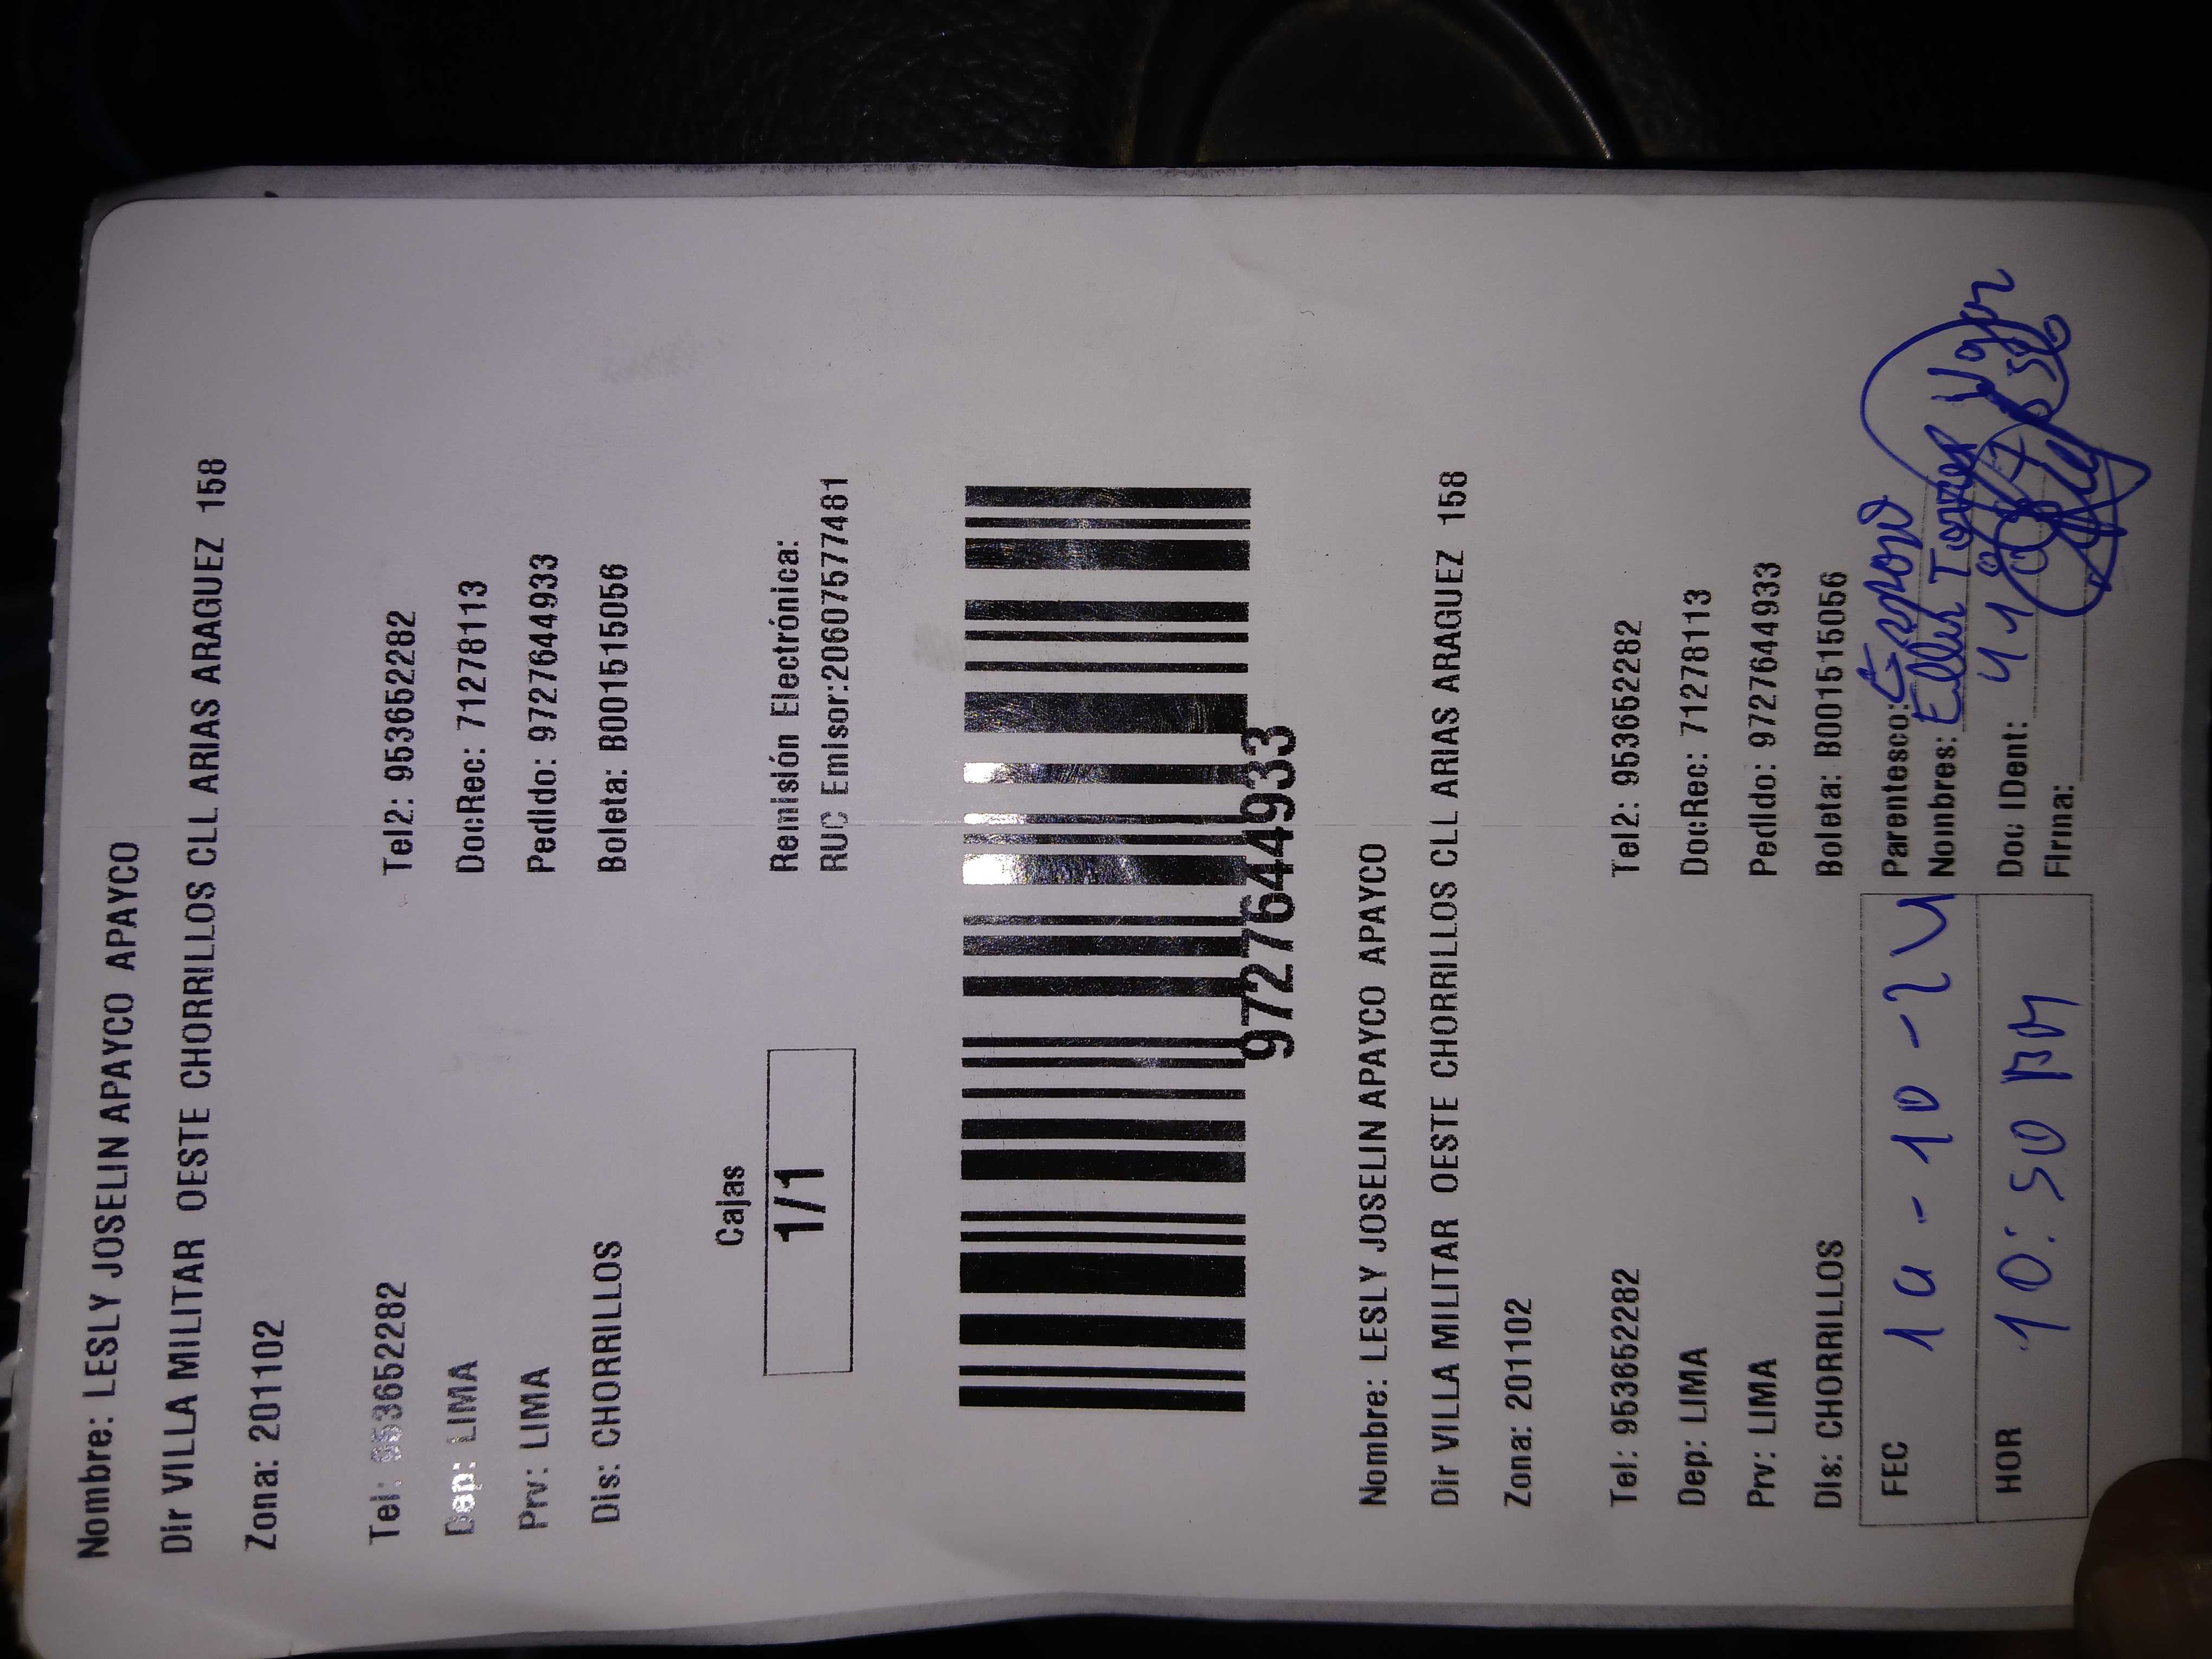 Nombre: LESLY JOSELIN APAYCO APAYCO
Dir VILLA MILITAR OESTE CHORRILLOS CLL ARIAS ARAGUEZ 158
Zona: 201102
Tel: 953652282 Tel2: 953652282
Dep: LIMA DocRec: 71278113
Prv: LIMA Pedido: 9727644933
Dis: CHORRILLOS Boleta: B001515056
Cajas
1/1
Remisión Electrónica:
RUC Emisor:20607577481
9727644933
Nombre: LESLY JOSELIN APAYCO APAYCO
Dir VILLA MILITAR OESTE CHORRILLOS CLL ARIAS ARAGUEZ 158
Zona: 201102
Tel: 953652282 Tel2: 953652282
Dep: LIMA DocRec: 71278113
Prv: LIMA Pedido: 9727644933
Dis: CHORRILLOS Boleta: B001515056
FEC 10-10-24 Parentesco: Esposo
Nombres: Torres
HOR 10:50 Doc IDent:
Firma: